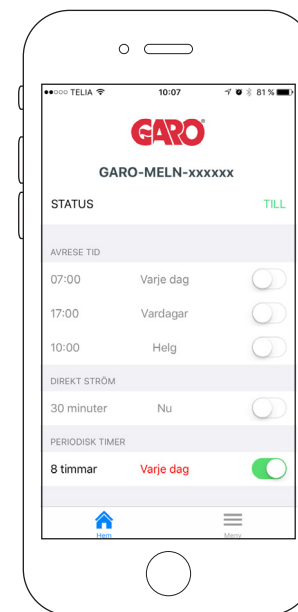 ●●○○○ TELIA 10:07 81 %
GARO
GARO-MELN-xxxxxx
STATUS TILL
AVRESE TID
07:00 Varje dag
17:00 Vardagar
10:00 Helg
DIREKT STRÖM
30 minuter Nu
PERIODISK TIMER
8 timmar Varje dag
Hem Meny